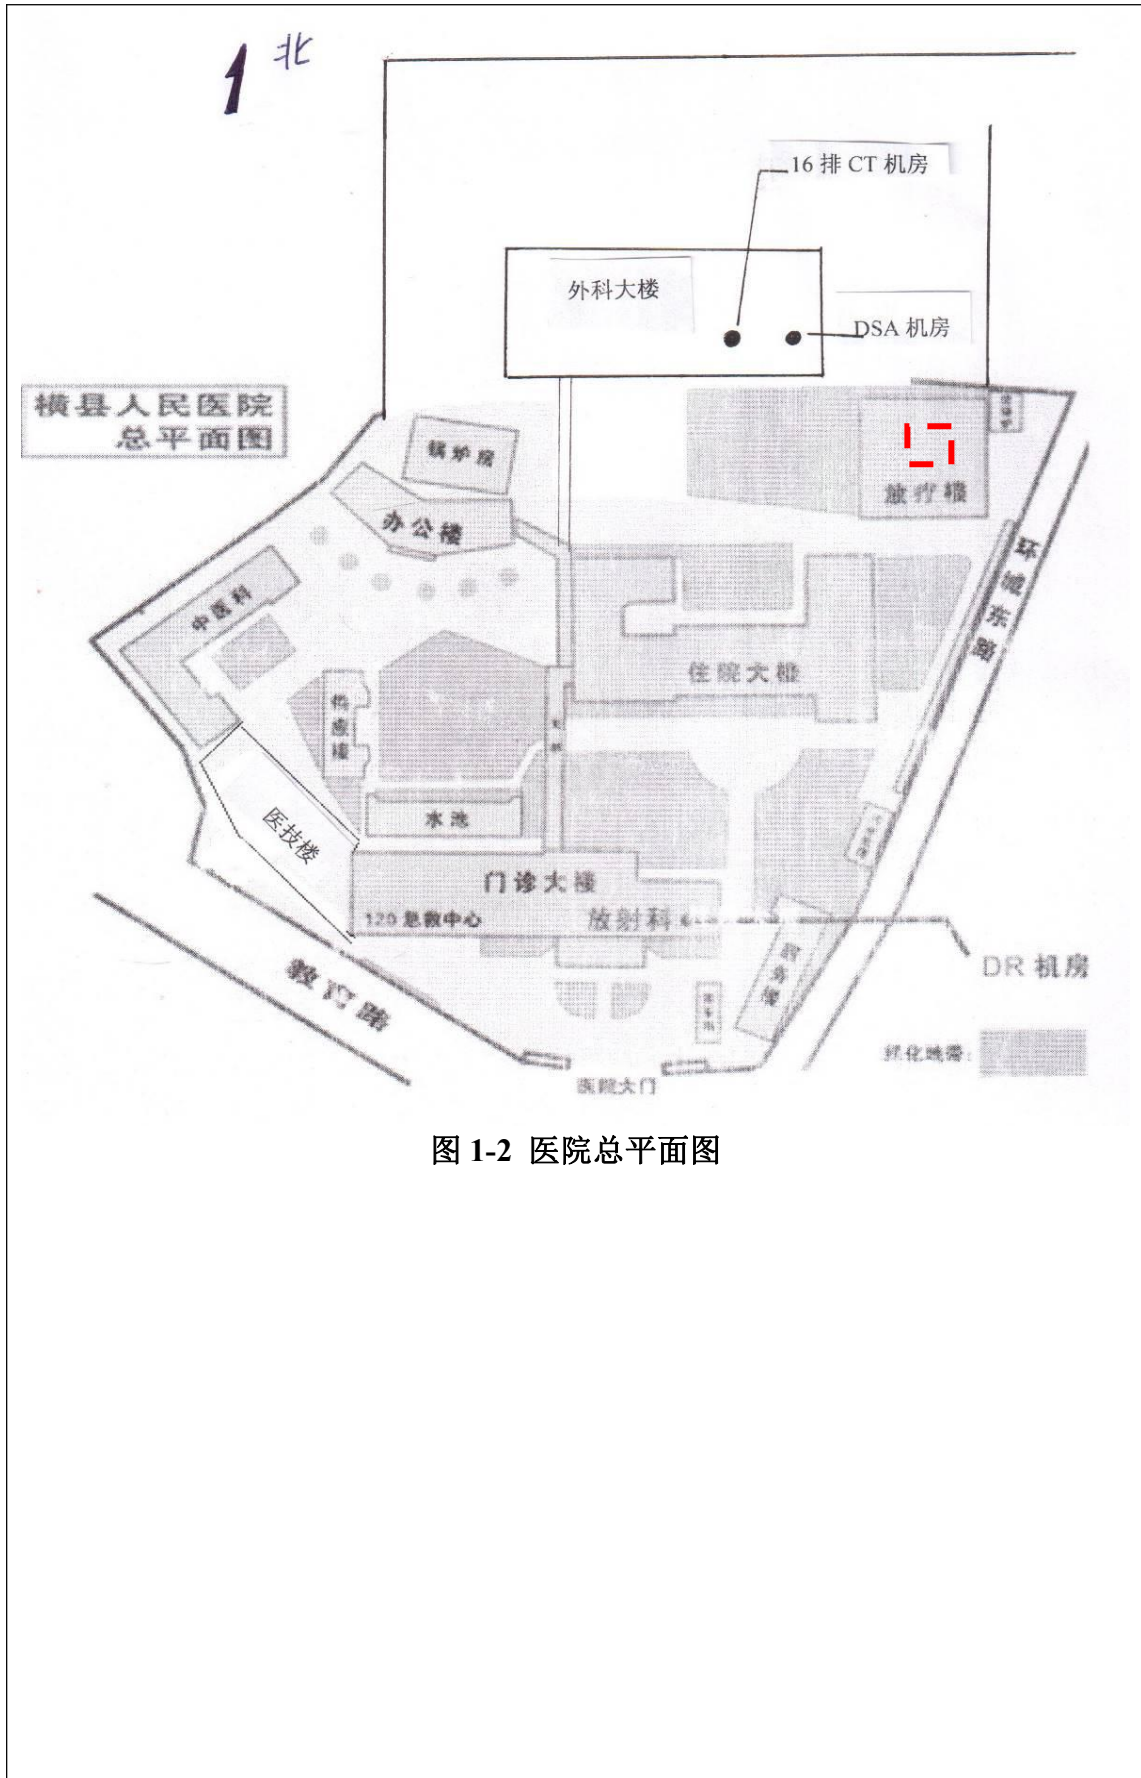 北
16 排 CT 机房
外科大楼
DSA 机房
横县人民医院
总平面图
锅炉房
放疗楼
办公楼
环城东路
中医科
住院大楼
传感楼
水池
医技楼
门诊大楼
120 急救中心
放射科
DR 机房
教育路
绿化地带:
医院大门
图 1-2 医院总平面图